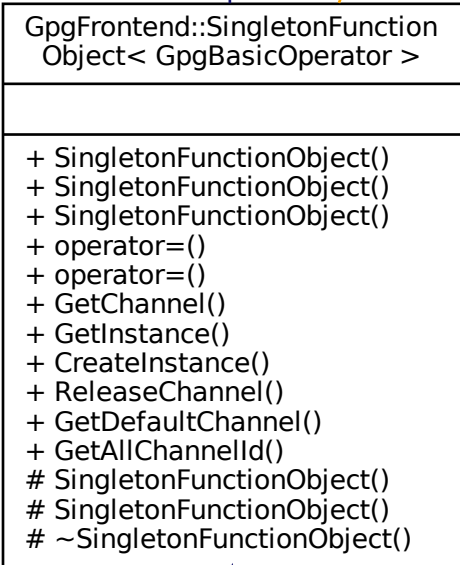 GpgFrontend::SingletonFunction
Object< GpgBasicOperator >
+ SingletonFunctionObject()
+ SingletonFunctionObject()
+ SingletonFunctionObject()
+ operator=()
+ operator=()
+ GetChannel()
+ GetInstance()
+ CreateInstance()
+ ReleaseChannel()
+ GetDefaultChannel()
+ GetAllChannelId()
# SingletonFunctionObject()
# SingletonFunctionObject()
# ~SingletonFunctionObject()